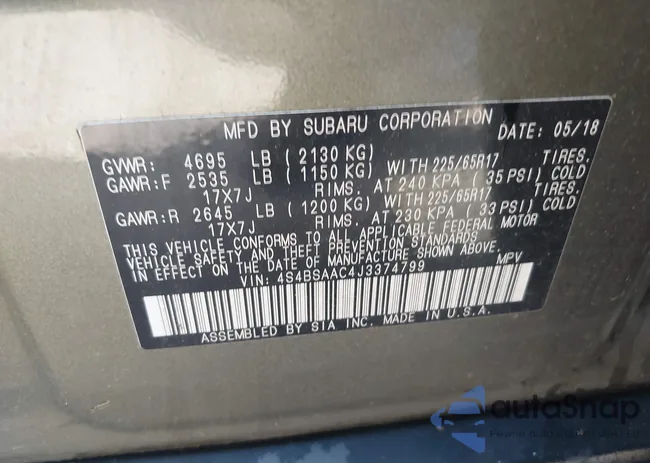 MFD BY SUBARU CORPORATION DATE: 05/18
GVWR: 4695 LB (2130 KG)
GAWR:F 2535 LB (1150 KG) WITH 225/65R17 TIRES.
17X7J RIMS. AT 240 KPA (35 PSI) COLD
GAWR:R 2645 LB (1200 KG) WITH 225/65R17 TIRES.
17X7J RIMS. AT 230 KPA (33 PSI) COLD
THIS VEHICLE CONFORMS TO ALL APPLICABLE FEDERAL MOTOR
VEHICLE SAFETY AND THEFT PREVENTION STANDARDS
IN EFFECT ON THE DATE OF MANUFACTURE SHOWN ABOVE.
VIN: 4S4BSAAC4J3374799 MPV
ASSEMBLED BY SIA INC. MADE IN U.S.A.
autoSnap